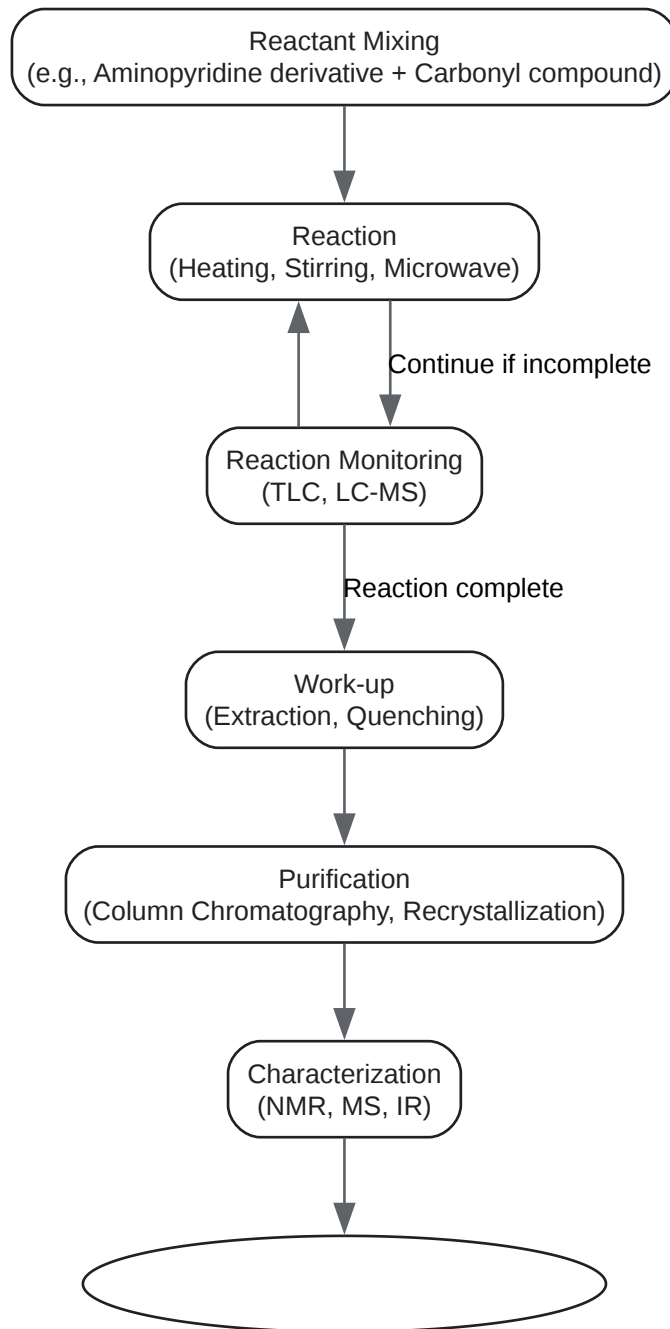 Reactant Mixing
(e.g., Aminopyridine derivative + Carbonyl compound)
Reaction
(Heating, Stirring, Microwave)
Continue if incomplete
Reaction Monitoring
(TLC, LC-MS)
Reaction complete
Work-up
(Extraction, Quenching)
Purification
(Column Chromatography, Recrystallization)
Characterization
(NMR, MS, IR)